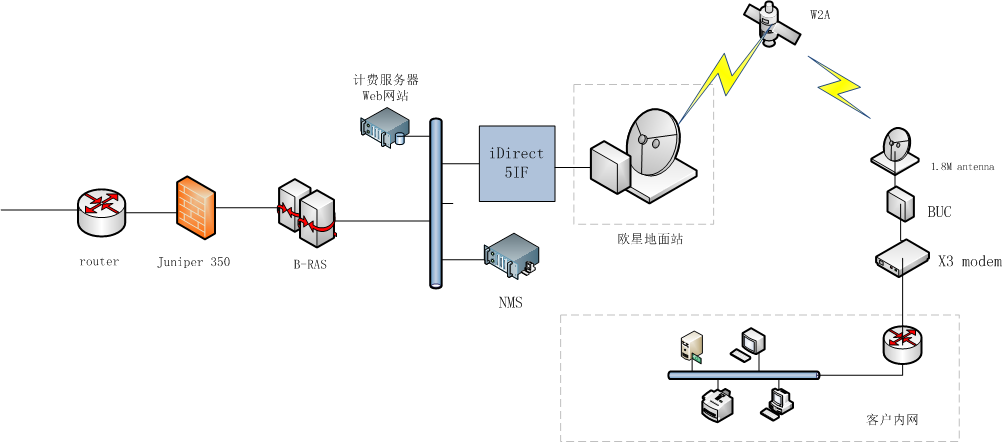 W2A
计费服务器
Web网站
iDirect
5IF
1.8M antenna
BUC
欧星地面站
router
Juniper 350
B-RAS
X3 modem
NMS
客户内网